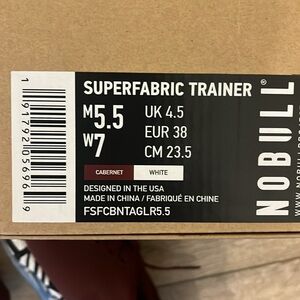 SUPERFABRIC TRAINER
M5.5 UK 4.5
W7 EUR 38
CM 23.5
CABERNET WHITE
DESIGNED IN THE USA
MADE IN CHINA / FABRIQUÉ EN CHINE
FSFCBNTAGLR5.5
NOBULL®